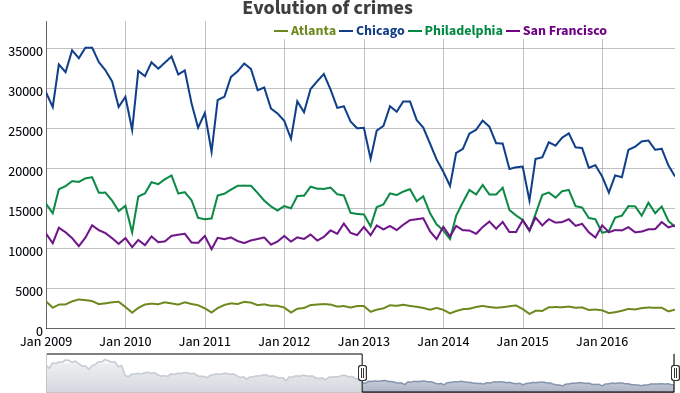 Evolution of crimes
Atlanta Chicago Philadelphia San Francisco
35000
30000
25000
20000
15000
10000
5000
0
Jan 2009 Jan 2010 Jan 2011 Jan 2012 Jan 2013 Jan 2014 Jan 2015 Jan 2016